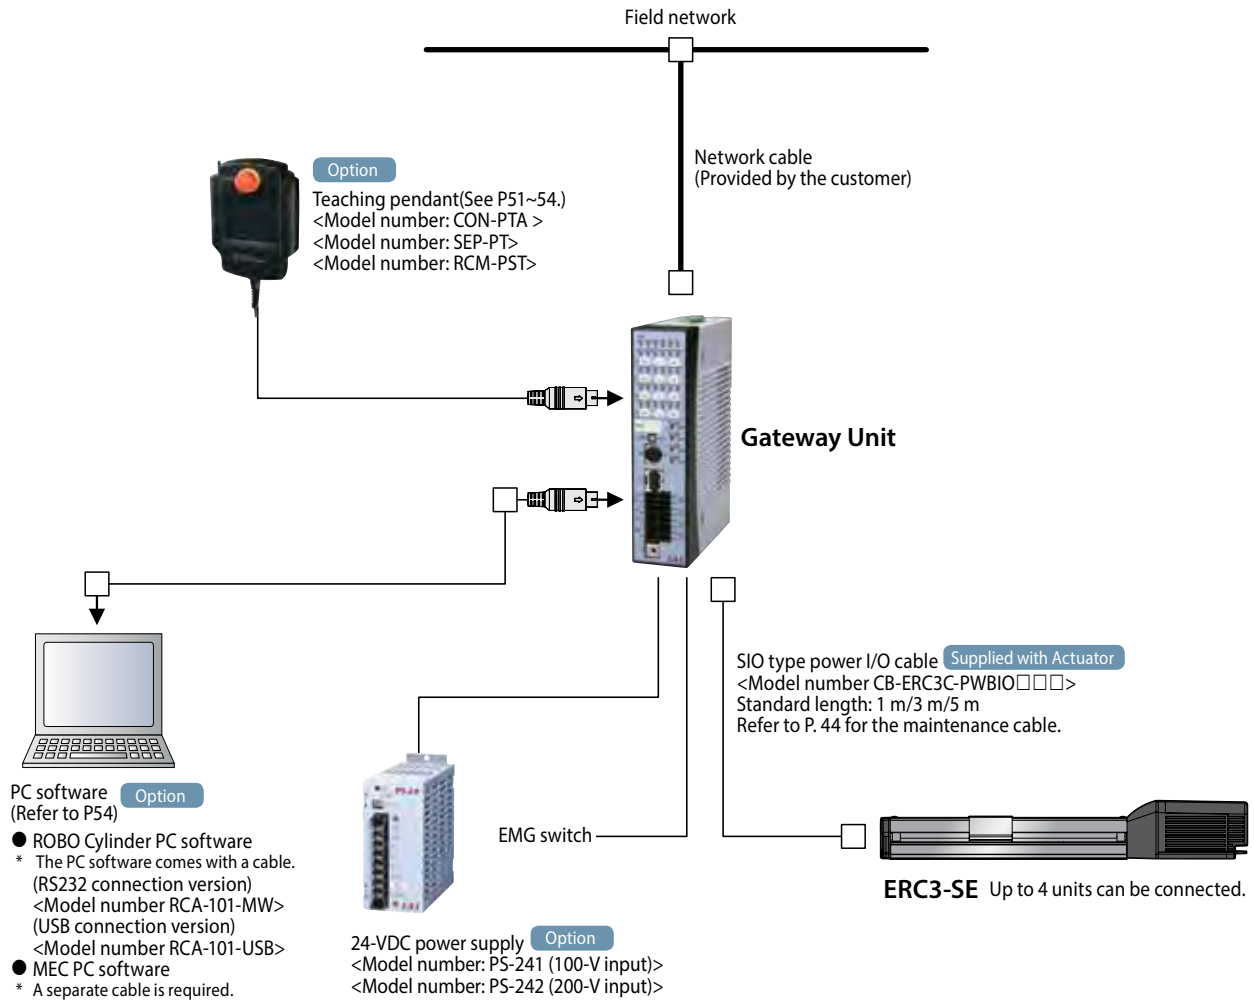 Field network
Network cable
(Provided by the customer)
Option
Teaching pendant(See P51~54.)
<Model number: CON-PTA >
<Model number: SEP-PT>
<Model number: RCM-PST>
Gateway Unit
SIO type power I/O cable Supplied with Actuator
<Model number CB-ERC3C-PWBIO□□□>
Standard length: 1 m/3 m/5 m
Refer to P. 44 for the maintenance cable.
PC software Option
(Refer to P54)
● ROBO Cylinder PC software
* The PC software comes with a cable.
(RS232 connection version)
<Model number RCA-101-MW>
(USB connection version)
<Model number RCA-101-USB>
● MEC PC software
* A separate cable is required.
EMG switch
24-VDC power supply Option
<Model number: PS-241 (100-V input)>
<Model number: PS-242 (200-V input)>
ERC3-SE Up to 4 units can be connected.